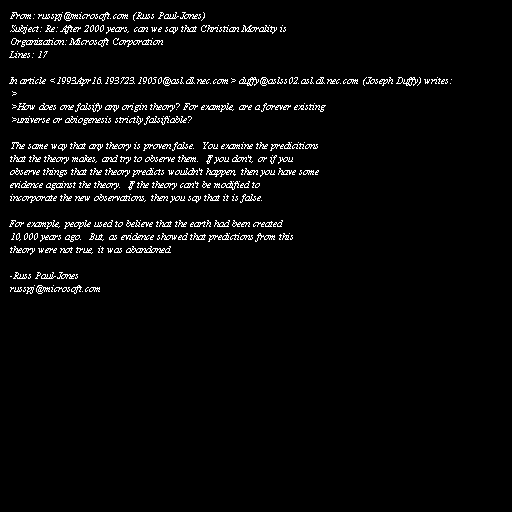 From: russpj@microsoft.com (Russ Paul-Jones)
Subject: Re: After 2000 years, can we say that Christian Morality is
Organization: Microsoft Corporation
Lines: 17

In article <1993Apr16.193723.19050@asl.dl.nec.com> duffy@aslss02.asl.dl.nec.com (Joseph Duffy) writes:
>
>How does one falsify any origin theory? For example, are a forever existing
>universe or abiogenesis strictly falsifiable?

The same way that any theory is proven false.  You examine the predicitions
that the theory makes, and try to observe them.  If you don't, or if you
observe things that the theory predicts wouldn't happen, then you have some
evidence against the theory.  If the theory can't be modified to
incorporate the new observations, then you say that it is false.

For example, people used to believe that the earth had been created
10,000 years ago.  But, as evidence showed that predictions from this
theory were not true, it was abandoned.

-Russ Paul-Jones
russpj@microsoft.com